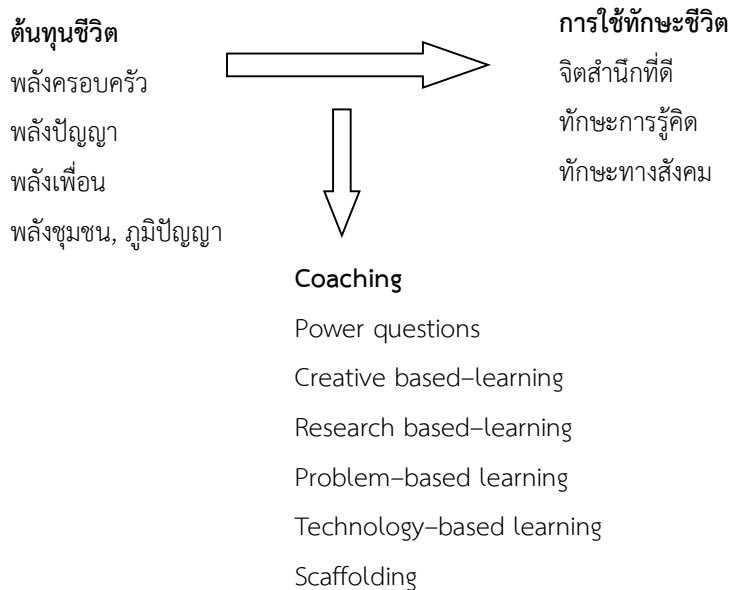 ต้นทุนชีวิต
พลังครอบครัว
พลังปัญญา
พลังเพื่อน
พลังชุมชน, ภูมิปัญญา
การใช้ทักษะชีวิต
จิตสำนึกที่ดี
ทักษะการรู้คิด
ทักษะทางสังคม
Coaching
Power questions
Creative based–learning
Research based–learning
Problem–based learning
Technology–based learning
Scaffolding